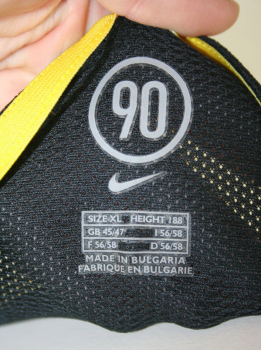 90
SIZE-XL HEIGHT 188
GB 45/47 I 56/58
F 56/58 D 56/58
MADE IN BULGARIA
FABRIQUE EN BULGARIE